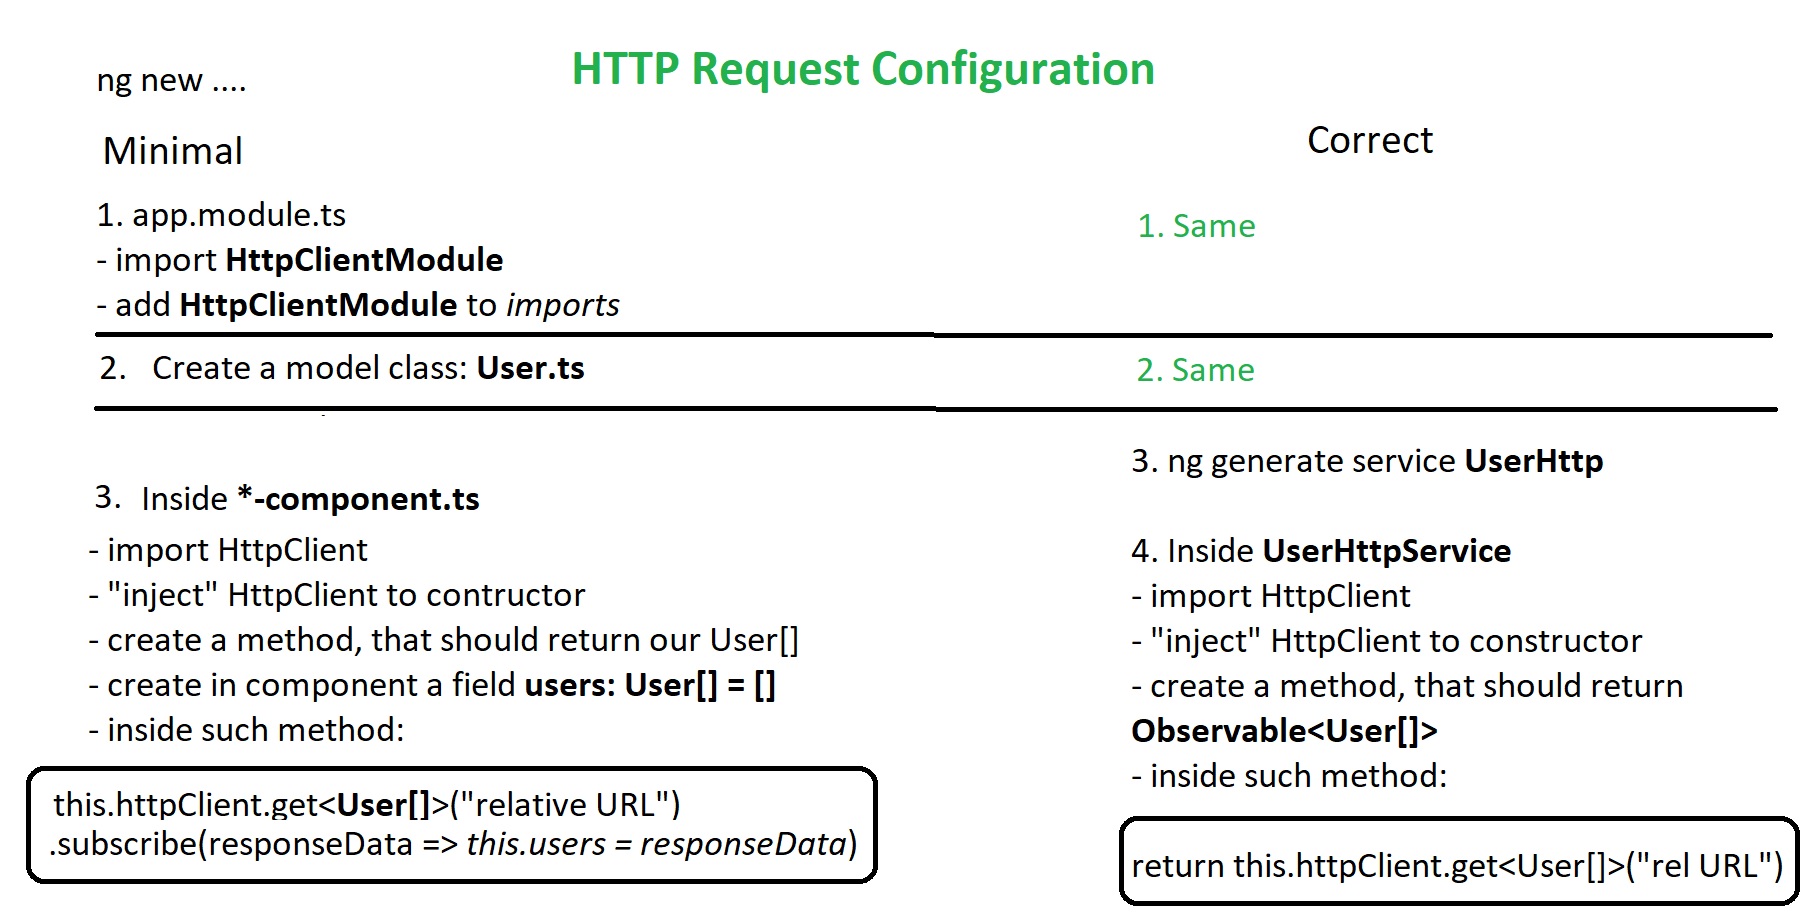 HTTP Request Configuration
ng new ....
Minimal
1. app.module.ts
- import HttpClientModule
- add HttpClientModule to imports
2. Create a model class: User.ts
3. Inside *-component.ts
- import HttpClient
- "inject" HttpClient to contructor
- create a method, that should return our User[]
- create in component a field users: User[] = []
- inside such method:
this.httpClient.get<User[]>("relative URL")
.subscribe(responseData => this.users = responseData)
Correct
1. Same
2. Same
3. ng generate service UserHttp
4. Inside UserHttpService
- import HttpClient
- "inject" HttpClient to constructor
- create a method, that should return
Observable<User[]>
- inside such method:
return this.httpClient.get<User[]>("rel URL")